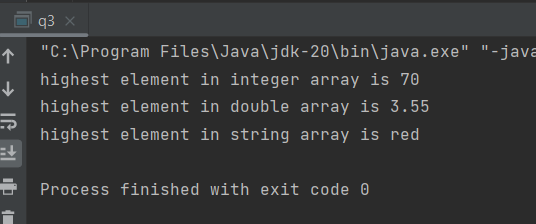 q3
"C:\Program Files\Java\jdk-20\bin\java.exe" "-java
highest element in integer array is 70
highest element in double array is 3.55
highest element in string array is red
Process finished with exit code 0